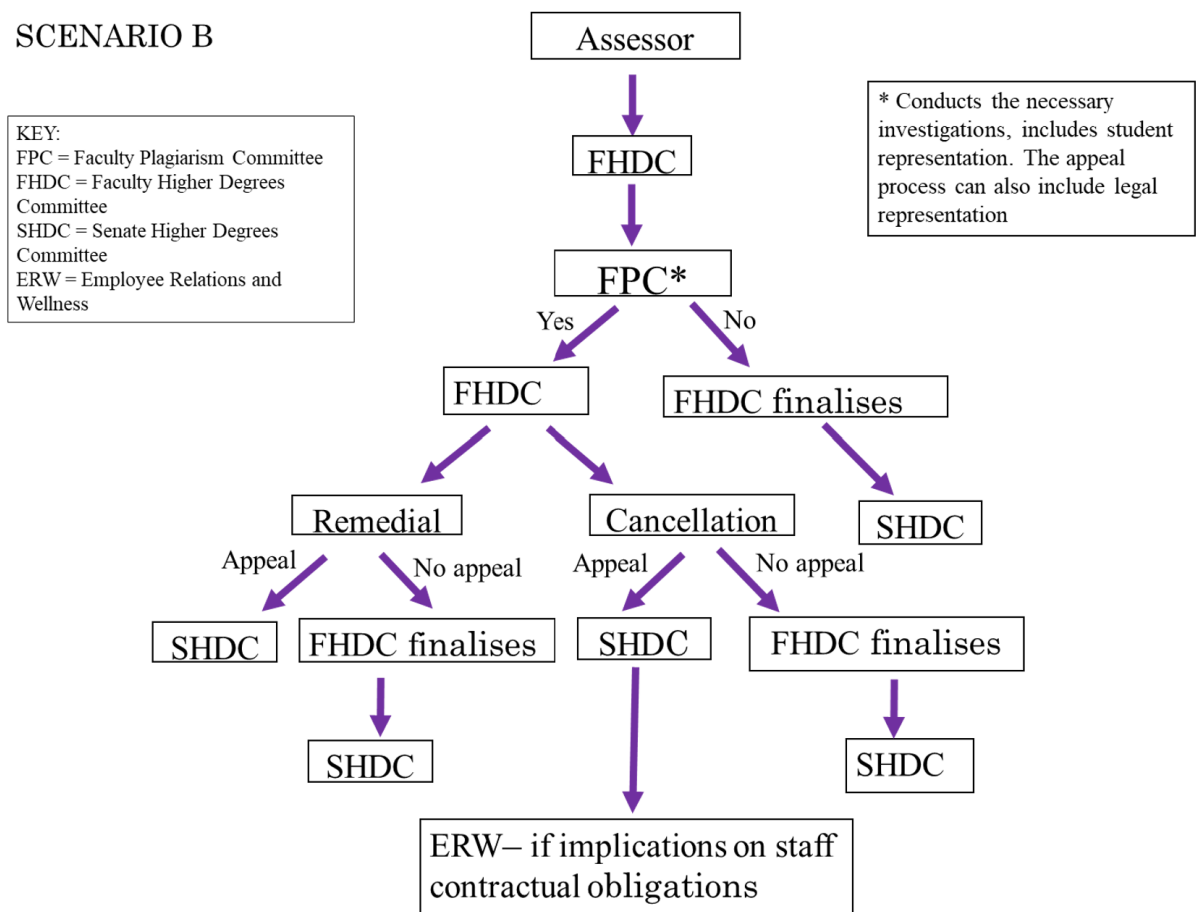 SCENARIO B
Assessor
KEY:
FPC = Faculty Plagiarism Committee
FHDC = Faculty Higher Degrees
Committee
SHDC = Senate Higher Degrees
Committee
ERW = Employee Relations and
Wellness
* Conducts the necessary
investigations, includes student
representation. The appeal
process can also include legal
representation
FHDC
FPC*
Yes
No
FHDC
FHDC finalises
Remedial
Cancellation
SHDC
Appeal
No appeal
Appeal
No appeal
SHDC
FHDC finalises
SHDC
FHDC finalises
SHDC
SHDC
ERW– if implications on staff
contractual obligations